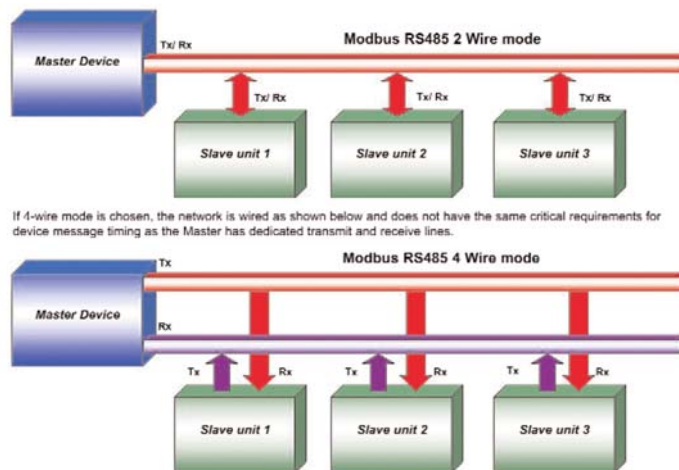 Modbus RS485 2 Wire mode
Tx/ Rx
Master Device
Tx/ Rx
Tx/ Rx
Tx/ Rx
Slave unit 1
Slave unit 2
Slave unit 3
If 4-wire mode is chosen, the network is wired as shown below and does not have the same critical requirements for
device message timing as the Master has dedicated transmit and receive lines.
Modbus RS485 4 Wire mode
Tx
Master Device
Rx
Tx
Rx
Tx
Rx
Tx
Rx
Slave unit 1
Slave unit 2
Slave unit 3